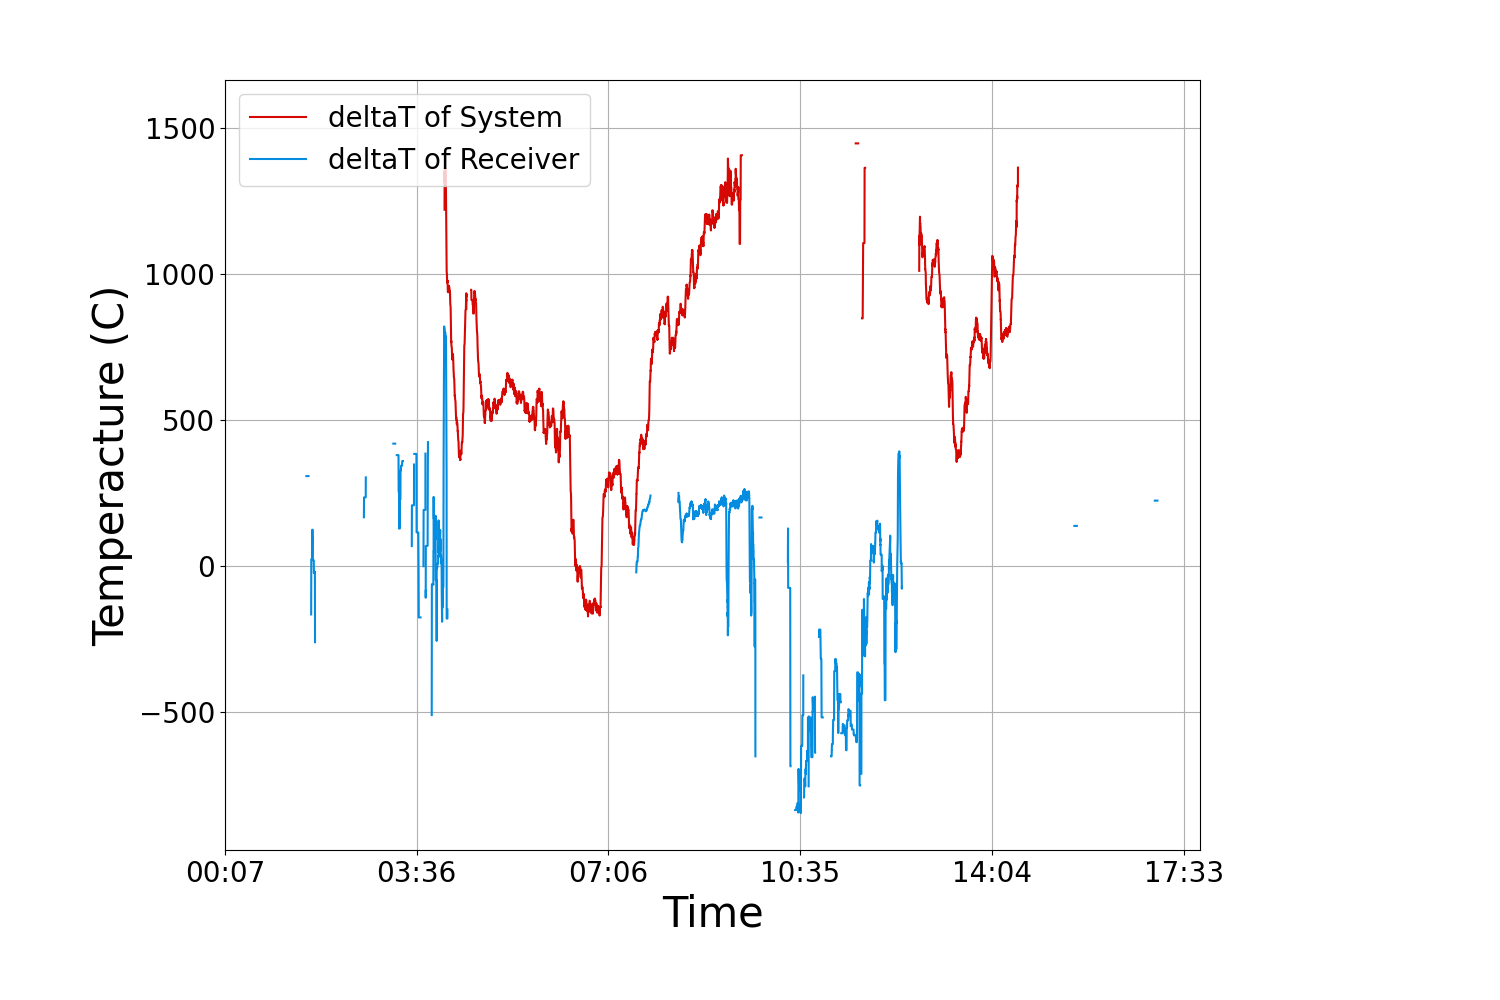 deltaT of System
deltaT of Receiver
1500
1000
500
0
−500
Temperacture (C)
00:07 03:36 07:06 10:35 14:04 17:33
Time